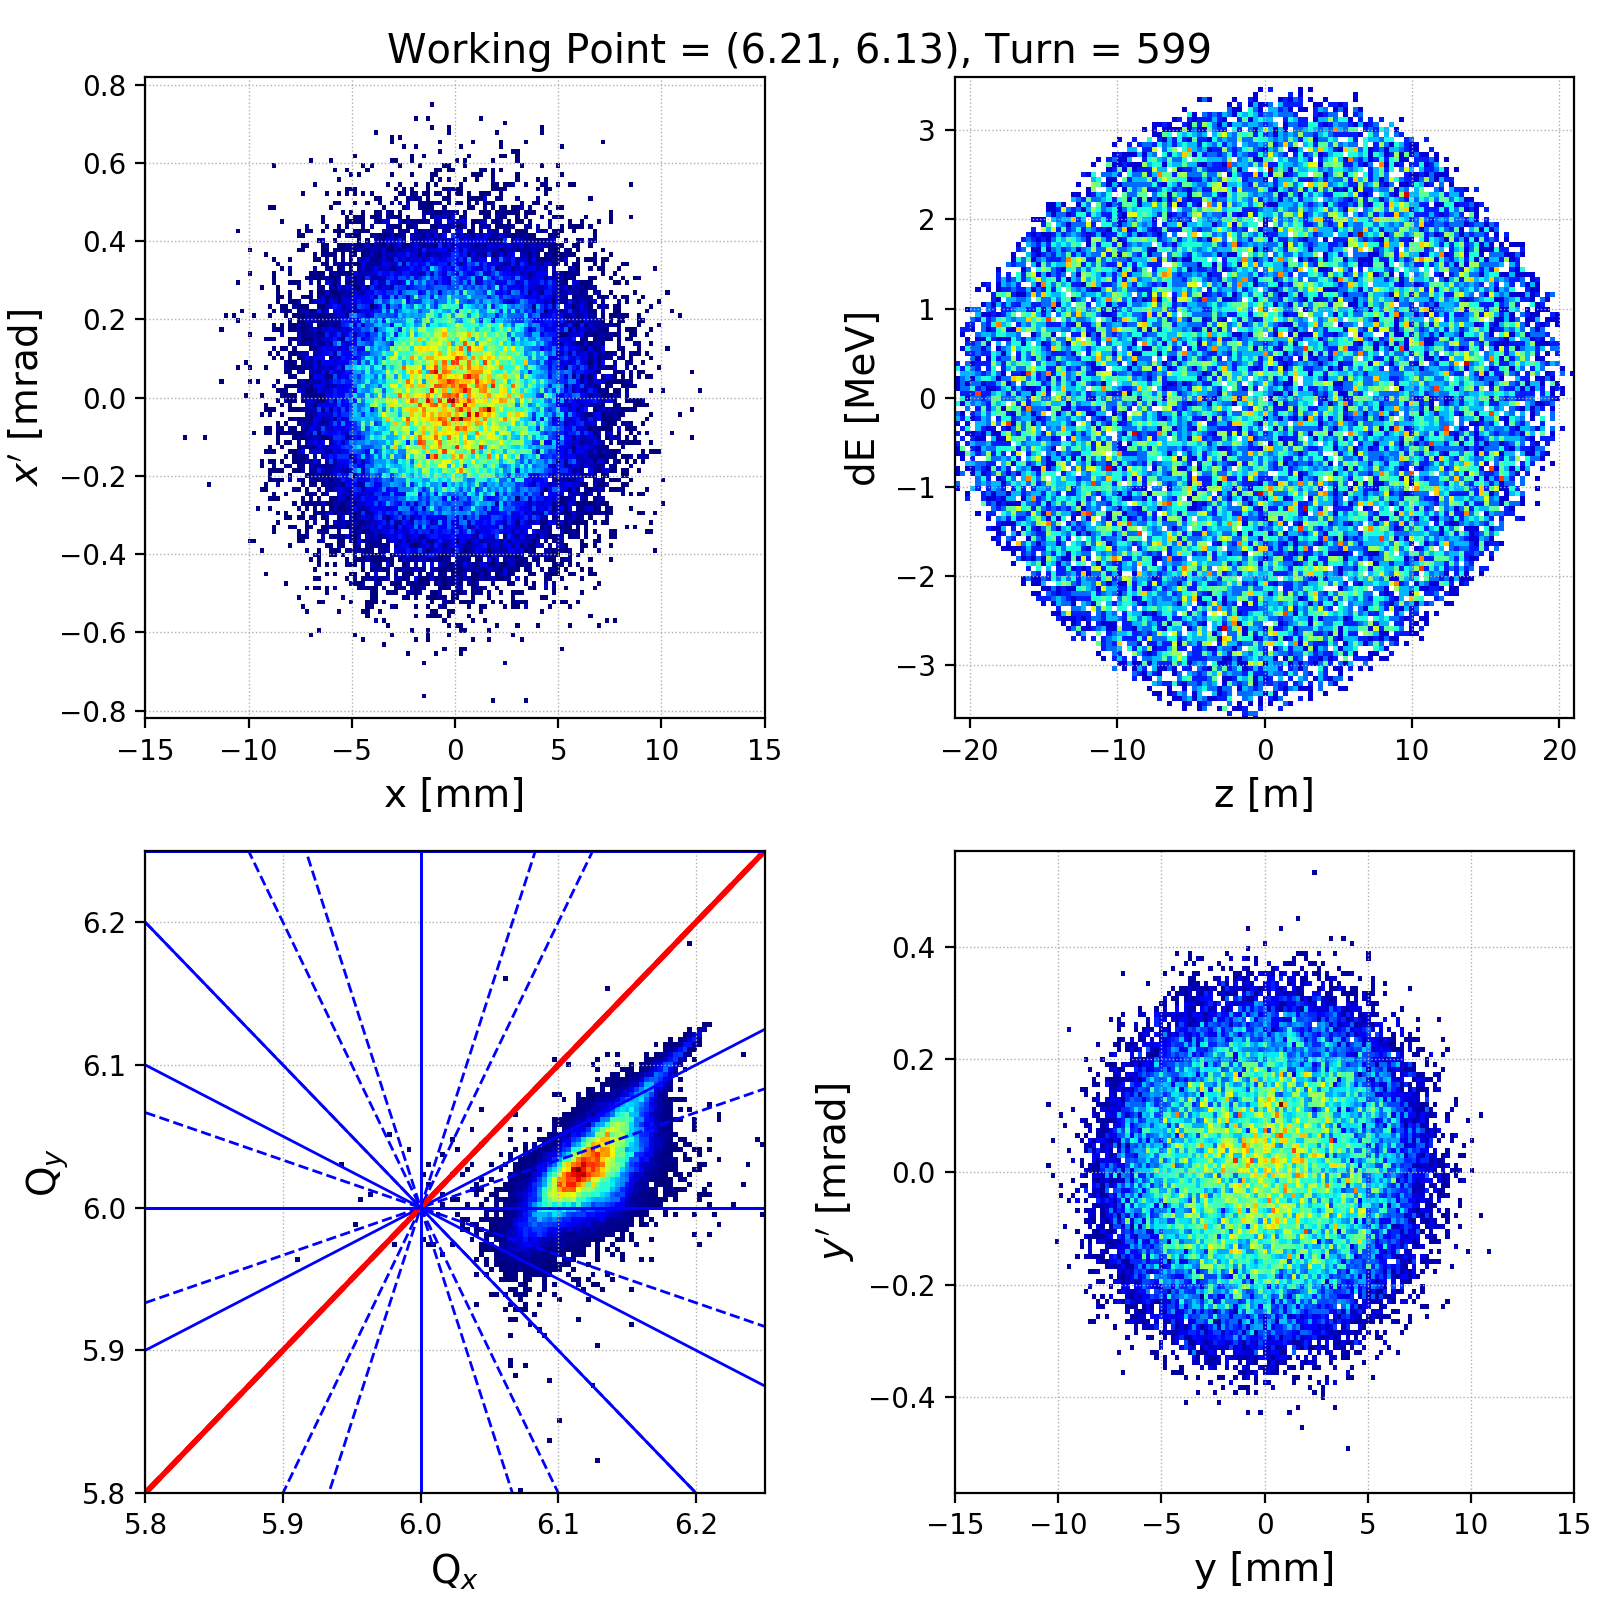 Working Point = (6.21, 6.13), Turn = 599
0.8
0.6
0.4
0.2
0.0
−0.2
−0.4
−0.6
−0.8
x′ [mrad]
−15 −10 −5 0 5 10 15
x [mm]
3
2
1
0
−1
−2
−3
dE [MeV]
−20 −10 0 10 20
z [m]
6.2
6.1
6.0
5.9
5.8
Qy
5.8 5.9 6.0 6.1 6.2
Qx
0.4
0.2
0.0
−0.2
−0.4
y′ [mrad]
−15 −10 −5 0 5 10 15
y [mm]